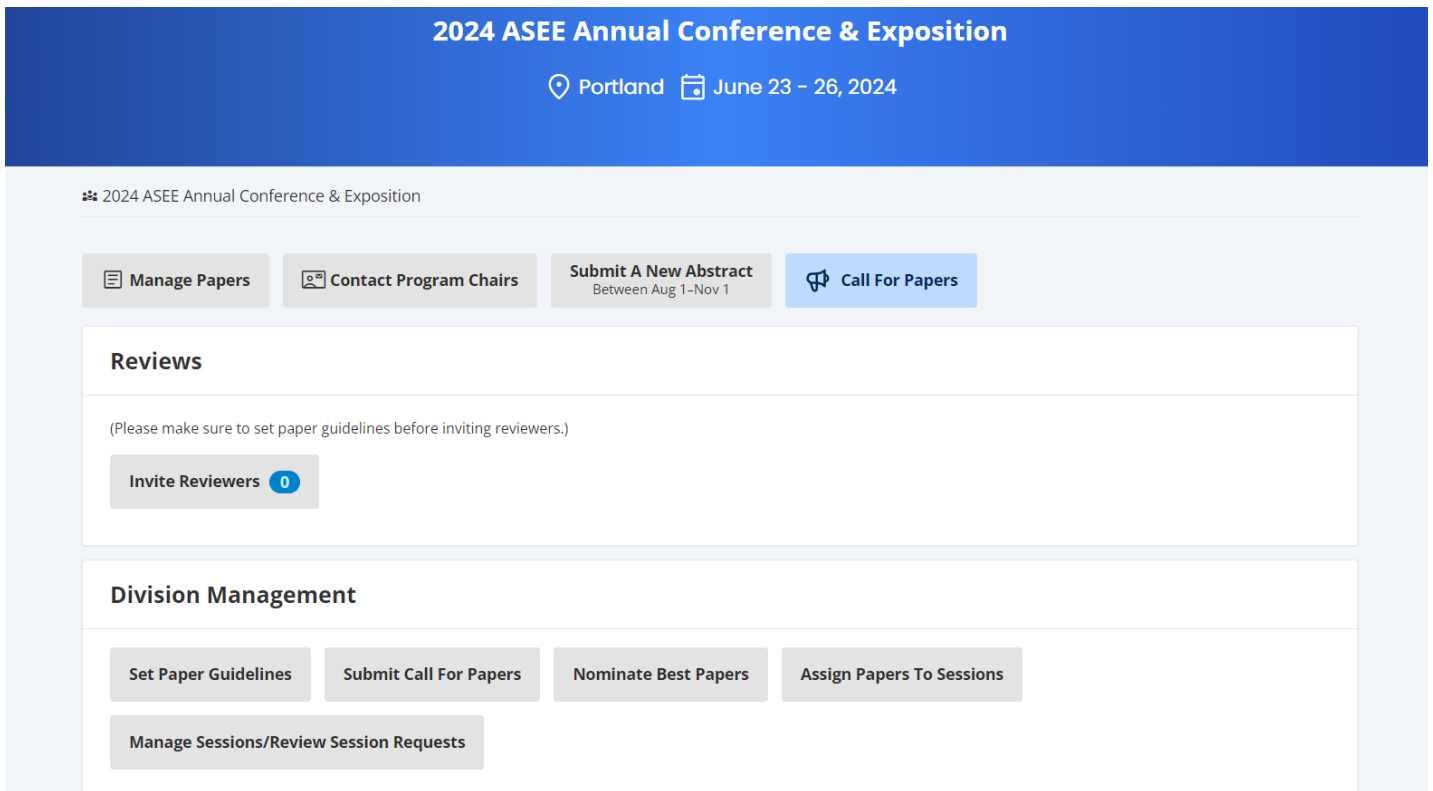 2024 ASEE Annual Conference & Exposition
Portland June 23 - 26, 2024
2024 ASEE Annual Conference & Exposition
Manage Papers
Contact Program Chairs
Submit A New Abstract
Between Aug 1–Nov 1
Call For Papers
Reviews
(Please make sure to set paper guidelines before inviting reviewers.)
Invite Reviewers 0
Division Management
Set Paper Guidelines
Submit Call For Papers
Nominate Best Papers
Assign Papers To Sessions
Manage Sessions/Review Session Requests